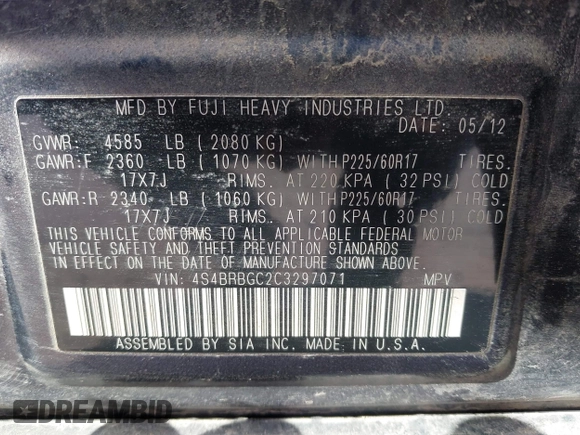 MFD BY FUJI HEAVY INDUSTRIES LTD.
DATE: 05/12
GVWR: 4585 LB (2080 KG)
GAWR:F 2360 LB (1070 KG) WITH P225/60R17 TIRES.
17X7J RIMS. AT 220 KPA (32 PSI) COLD
GAWR:R 2340 LB (1060 KG) WITH P225/60R17 TIRES.
17X7J RIMS. AT 210 KPA (30 PSI) COLD
THIS VEHICLE CONFORMS TO ALL APPLICABLE FEDERAL MOTOR
VEHICLE SAFETY AND THEFT PREVENTION STANDARDS
IN EFFECT ON THE DATE OF MANUFACTURE SHOWN ABOVE.
VIN: 4S4BRBGC2C3297071 MPV
ASSEMBLED BY SIA INC. MADE IN U.S.A.
DREAMBID